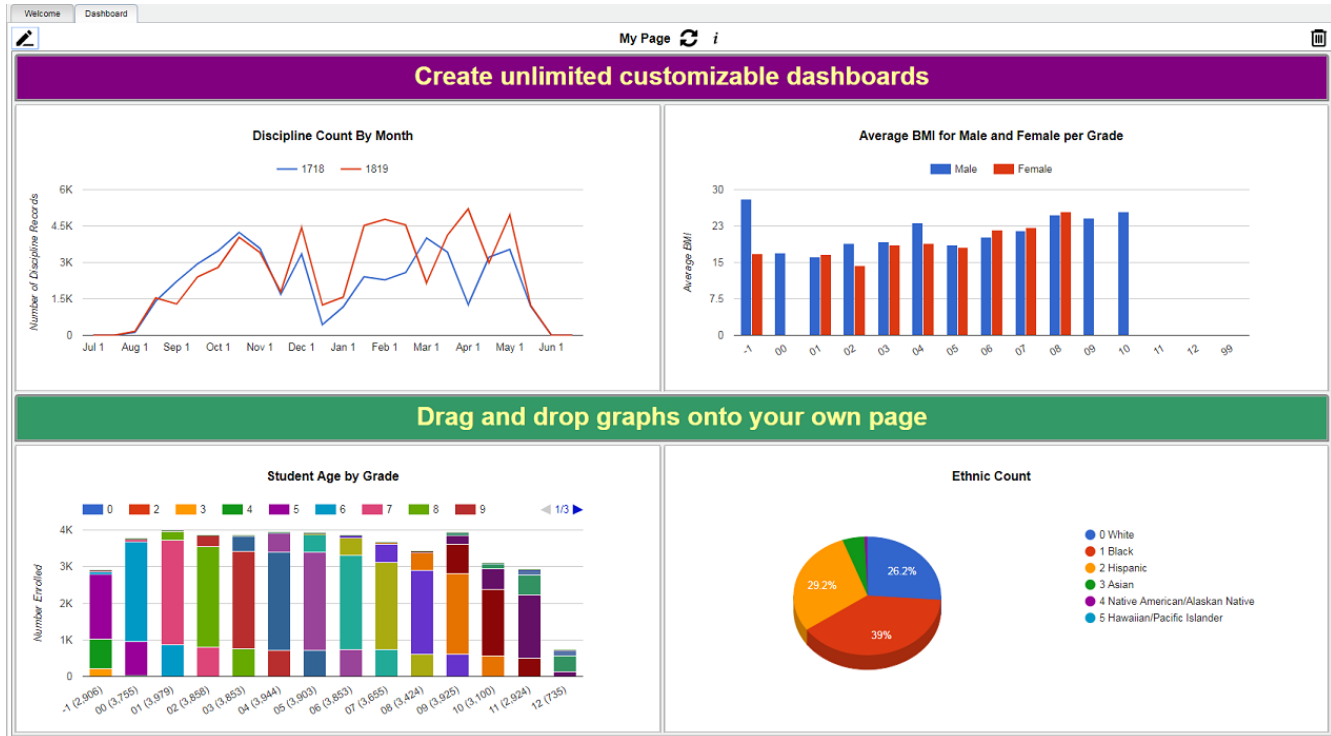 Welcome
Dashboard
My Page i
Create unlimited customizable dashboards
Discipline Count By Month
1718 1819
Number of Discipline Records
6K
4.5K
3K
1.5K
0
Jul 1 Aug 1 Sep 1 Oct 1 Nov 1 Dec 1 Jan 1 Feb 1 Mar 1 Apr 1 May 1 Jun 1
Average BMI for Male and Female per Grade
Male Female
Average BMI
30
23
15
7.5
0
-1 00 01 02 03 04 05 06 07 08 09 10 11 12 99
Drag and drop graphs onto your own page
Student Age by Grade
0 2 3 4 5 6 7 8 9 1/3
Number Enrolled
4K
3K
2K
1K
0
-1 (2,906) 00 (3,755) 01 (3,979) 02 (3,858) 03 (3,853) 04 (3,944) 05 (3,903) 06 (3,853) 07 (3,655) 08 (3,424) 09 (3,925) 10 (3,100) 11 (2,924) 12 (735)
Ethnic Count
26.2%
29.2%
39%
0 White
1 Black
2 Hispanic
3 Asian
4 Native American/Alaskan Native
5 Hawaiian/Pacific Islander